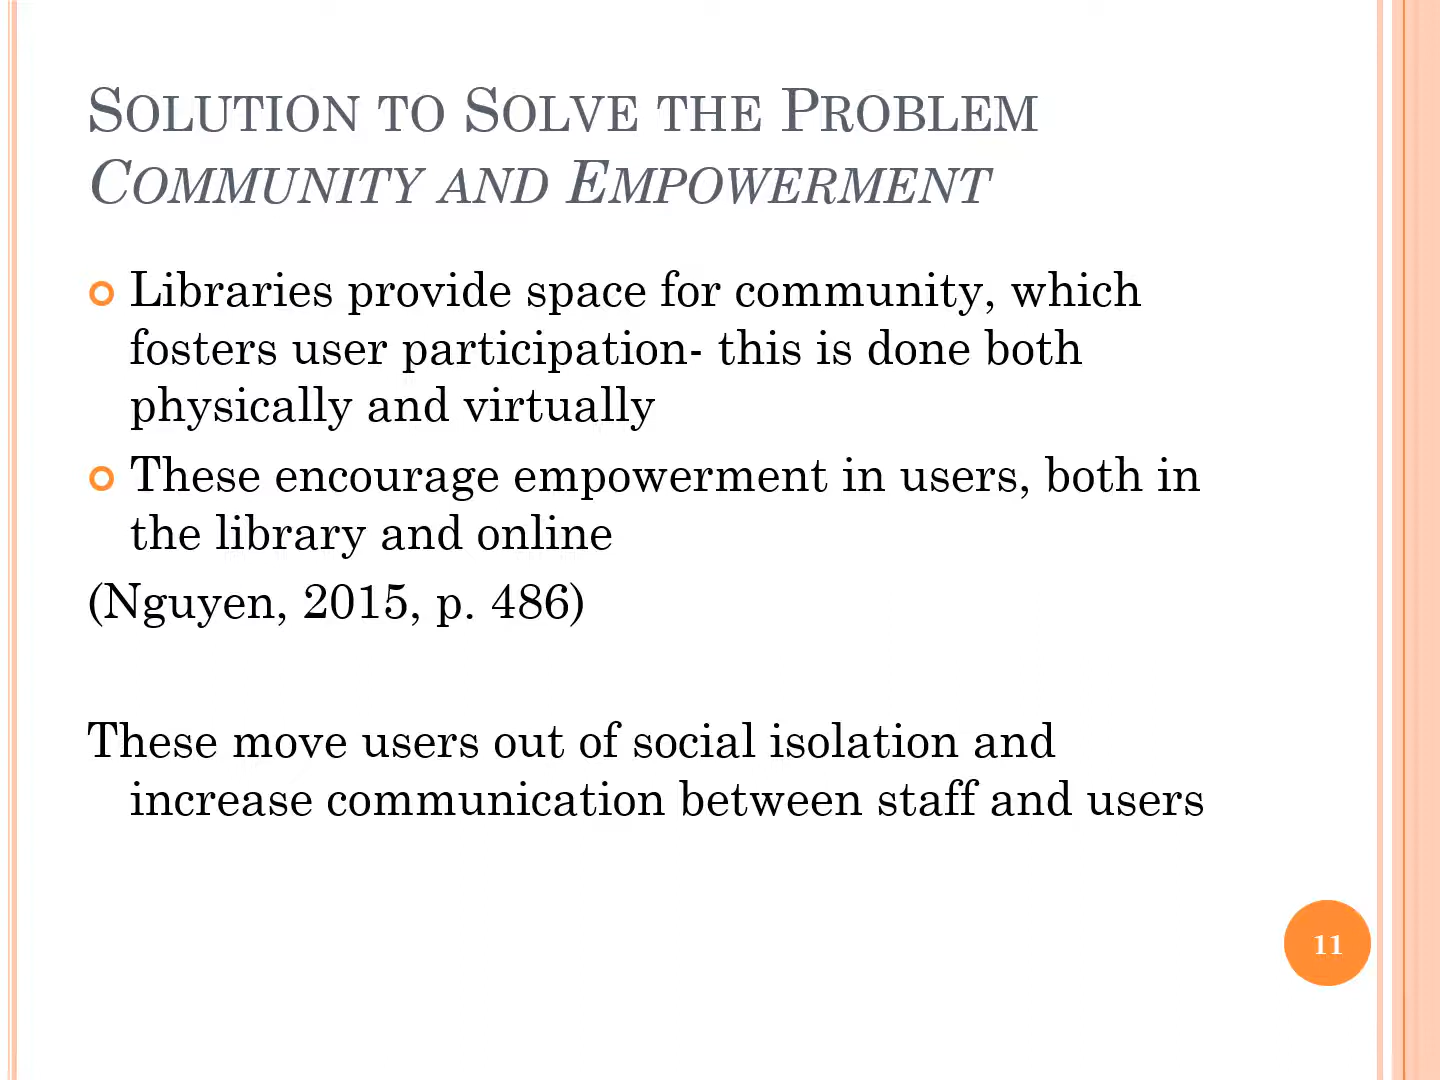 SOLUTION TO SOLVE THE PROBLEM
COMMUNITY AND EMPOWERMENT
Libraries provide space for community, which
fosters user participation- this is done both
physically and virtually
These encourage empowerment in users, both in
the library and online
(Nguyen, 2015, p. 486)
These move users out of social isolation and
increase communication between staff and users
11